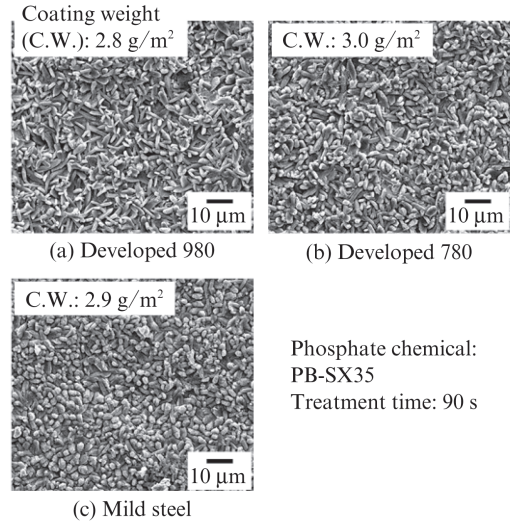 Coating weight
(C.W.): 2.8 g/m²
C.W.: 3.0 g/m²
10 μm
10 μm
(a) Developed 980
(b) Developed 780
C.W.: 2.9 g/m²
Phosphate chemical:
PB-SX35
Treatment time: 90 s
10 μm
(c) Mild steel